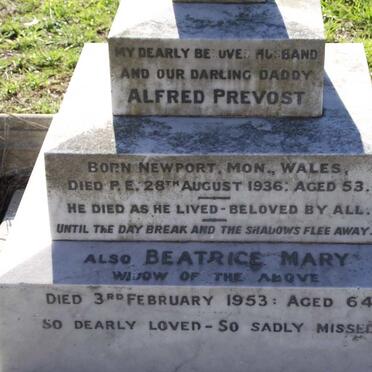 MY DEARLY BELOVED HUSBAND
AND OUR DARLING DADDY
ALFRED PREVOST
BORN NEWPORT, MON., WALES,
DIED P.E. 28TH AUGUST 1936: AGED 53.
HE DIED AS HE LIVED - BELOVED BY ALL.
UNTIL THE DAY BREAK AND THE SHADOWS FLEE AWAY.
ALSO BEATRICE MARY
WIDOW OF THE ABOVE
DIED 3RD FEBRUARY 1953: AGED 64
SO DEARLY LOVED - SO SADLY MISSED